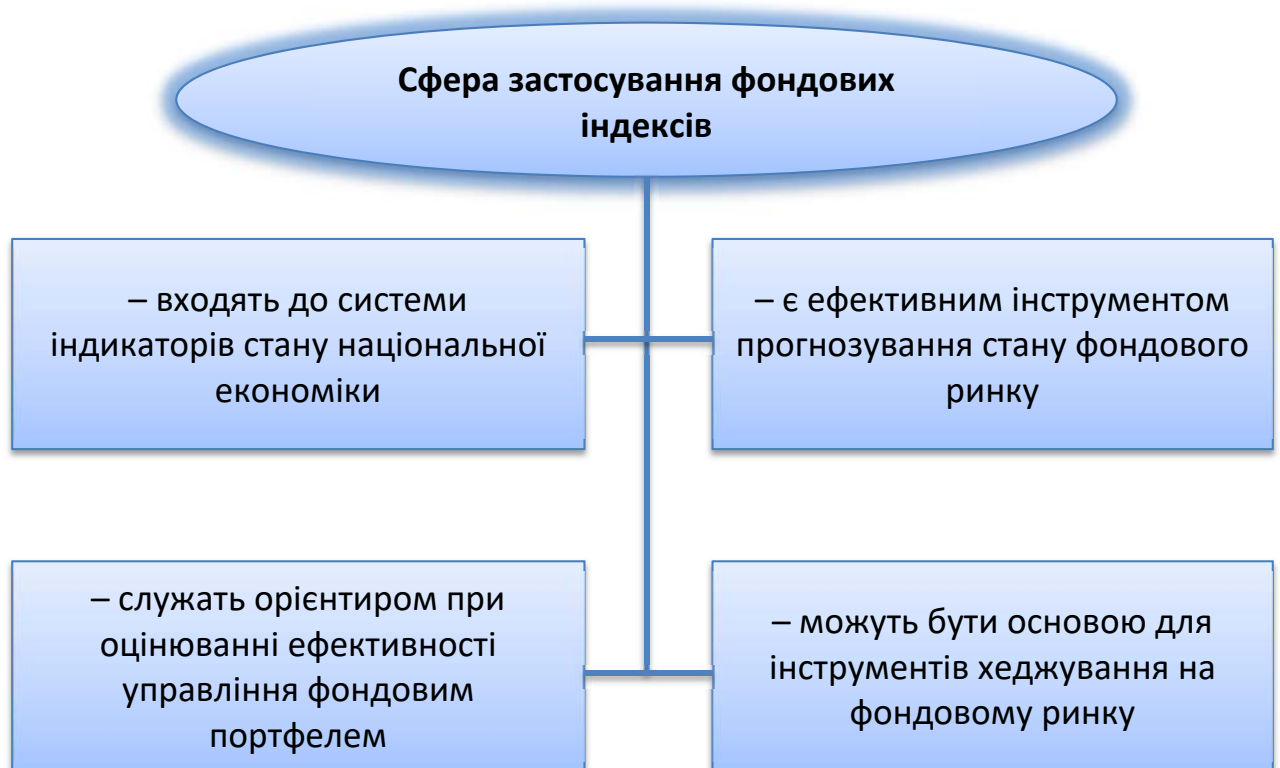 Сфера застосування фондових
індексів
– входять до системи
індикаторів стану національної
економіки
– є ефективним інструментом
прогнозування стану фондового
ринку
– служать орієнтиром при
оцінюванні ефективності
управління фондовим
портфелем
– можуть бути основою для
інструментів хеджування на
фондовому ринку